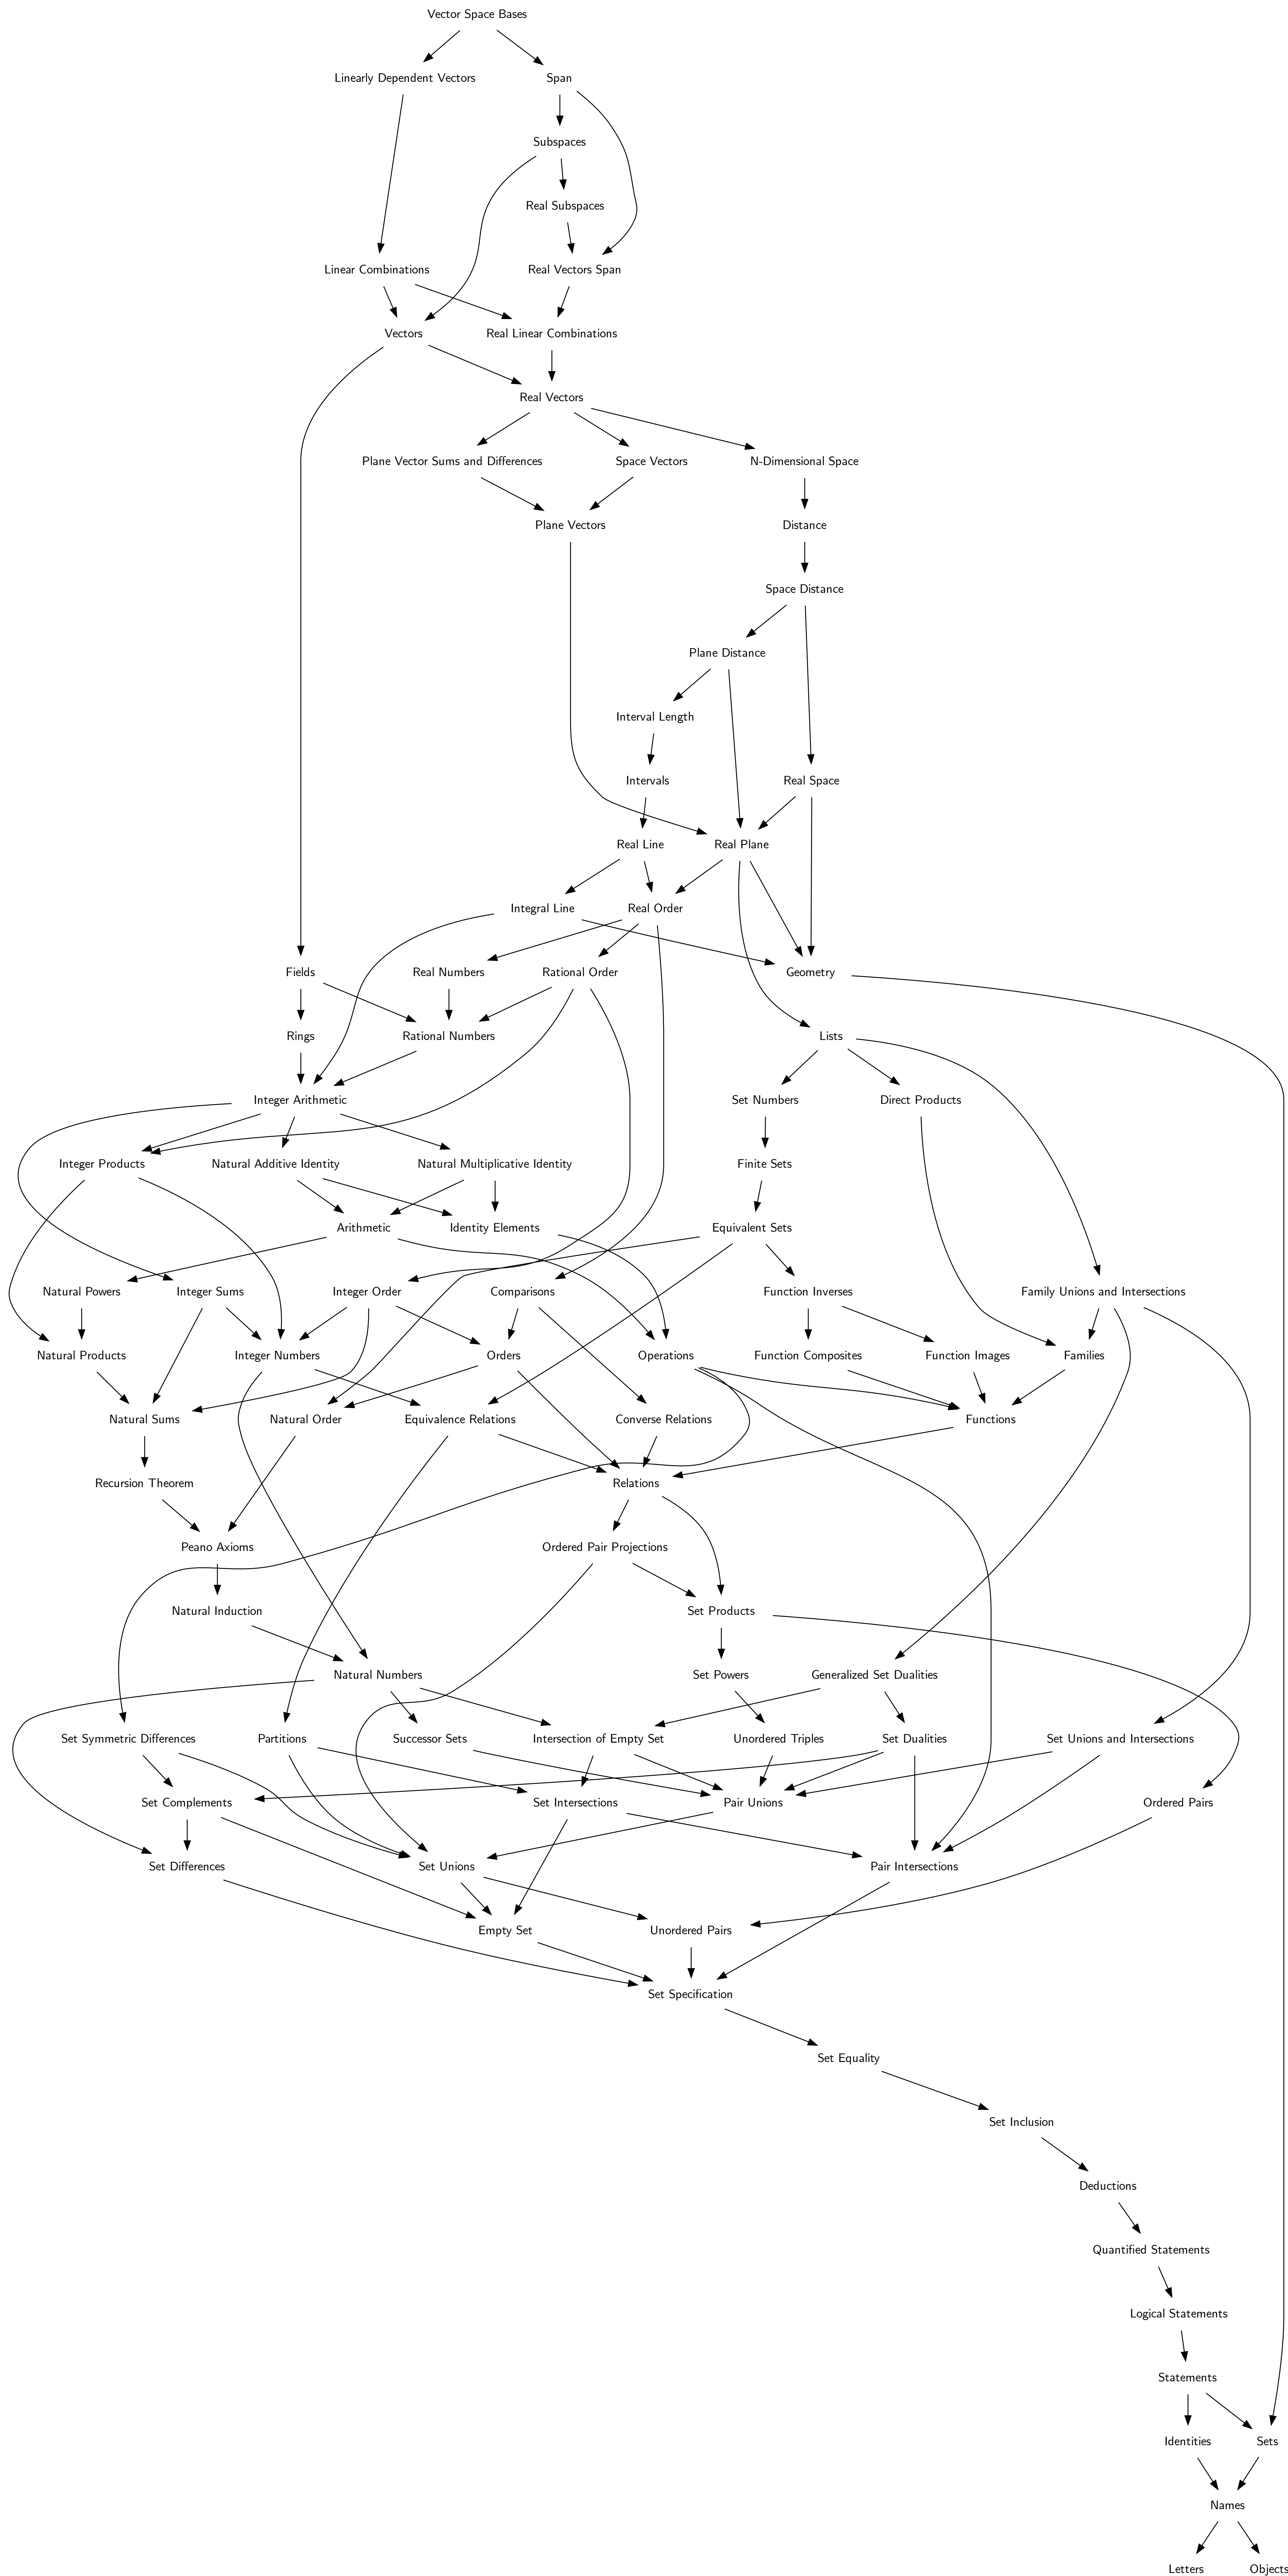 Vector Space Bases
Linearly Dependent Vectors
Span
Subspaces
Real Subspaces
Linear Combinations
Real Vectors Span
Vectors
Real Linear Combinations
Real Vectors
Plane Vector Sums and Differences
Space Vectors
N-Dimensional Space
Plane Vectors
Distance
Space Distance
Plane Distance
Interval Length
Intervals
Real Space
Real Line
Real Plane
Integral Line
Real Order
Fields
Real Numbers
Rational Order
Geometry
Rings
Rational Numbers
Lists
Integer Arithmetic
Set Numbers
Direct Products
Integer Products
Natural Additive Identity
Natural Multiplicative Identity
Finite Sets
Arithmetic
Identity Elements
Equivalent Sets
Natural Powers
Integer Sums
Integer Order
Comparisons
Function Inverses
Family Unions and Intersections
Natural Products
Integer Numbers
Orders
Operations
Function Composites
Function Images
Families
Natural Sums
Natural Order
Equivalence Relations
Converse Relations
Functions
Recursion Theorem
Relations
Peano Axioms
Ordered Pair Projections
Natural Induction
Set Products
Natural Numbers
Set Powers
Generalized Set Dualities
Set Symmetric Differences
Partitions
Successor Sets
Intersection of Empty Set
Unordered Triples
Set Dualities
Set Unions and Intersections
Set Complements
Set Intersections
Pair Unions
Ordered Pairs
Set Differences
Set Unions
Pair Intersections
Empty Set
Unordered Pairs
Set Specification
Set Equality
Set Inclusion
Deductions
Quantified Statements
Logical Statements
Statements
Identities
Sets
Names
Letters
Objects